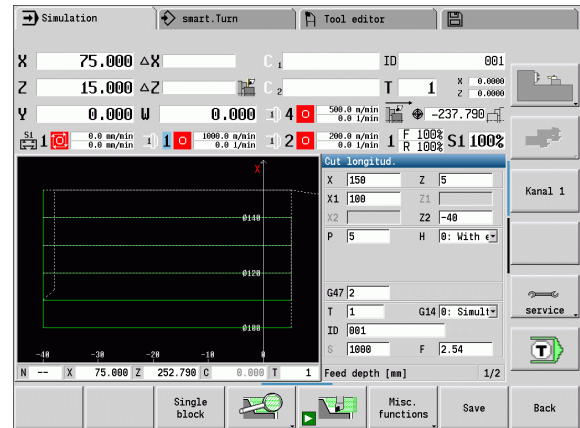 Simulation smart.Turn Tool editor
X 75.000 △X C 1 ID 001
Z 15.000 △Z C 2 T 1 X 0.0000 Z 0.0000
Y 0.000 U 0.000 4 500.0 m/min 0.0 1/min -237.790
S1 1 0.0 mm/min 0.0 mm/min 1 1000.0 m/min 0.0 1/min 2 200.0 m/min 0.0 1/min 1 F 100% R 100% S1 100%
Cut longitud.
X 150 Z 5
X1 100 Z1
X2 Z2 -40
P 5 H 0: With e
G47 2
T 1 G14 0: Simult
ID 001
S 1000 F 2.54
Feed depth [mm] 1/2
X
Ø140
Ø120
Ø100
-40 -30 -20 -10 0
N -- X 75.000 Z 252.790 C 0.000 T 1
Kanal 1
service
T
Single block
Misc. functions
Save
Back